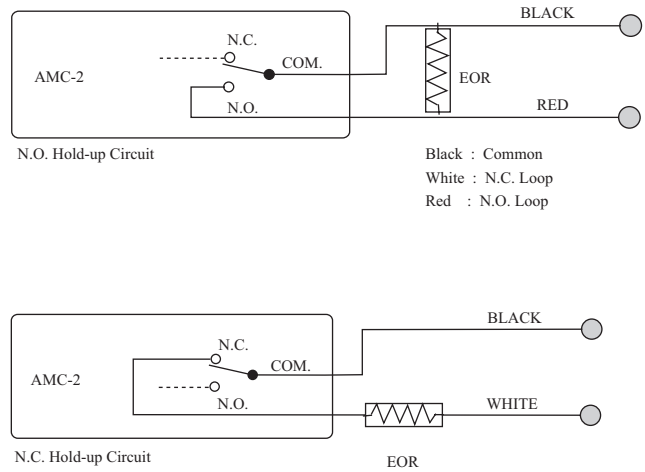 BLACK
N.C.
COM.
AMC-2
EOR
N.O.
RED
N.O. Hold-up Circuit
Black : Common
White : N.C. Loop
Red : N.O. Loop
BLACK
N.C.
COM.
AMC-2
N.O.
WHITE
N.C. Hold-up Circuit
EOR